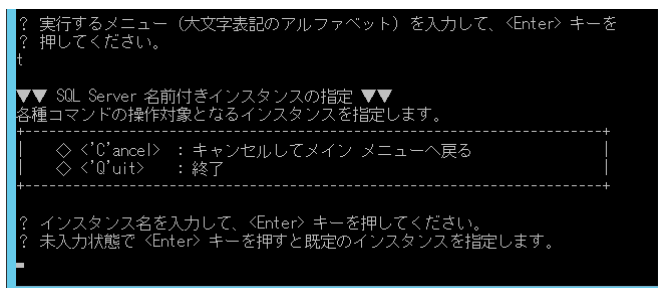 ? 実行するメニュー (大文字表記のアルファベット) を入力して、<Enter> キーを
? 押してください。
t
▼▼ SQL Server 名前付きインスタンスの指定 ▼▼
各種コマンドの操作対象となるインスタンスを指定します。
+------------------------------------------------------------------------+
| ◇ <'C'ancel> : キャンセルしてメイン メニューへ戻る |
| ◇ <'Q'uit> : 終了 |
+------------------------------------------------------------------------+
? インスタンス名を入力して、<Enter> キーを押してください。
? 未入力状態で <Enter> キーを押すと既定のインスタンスを指定します。